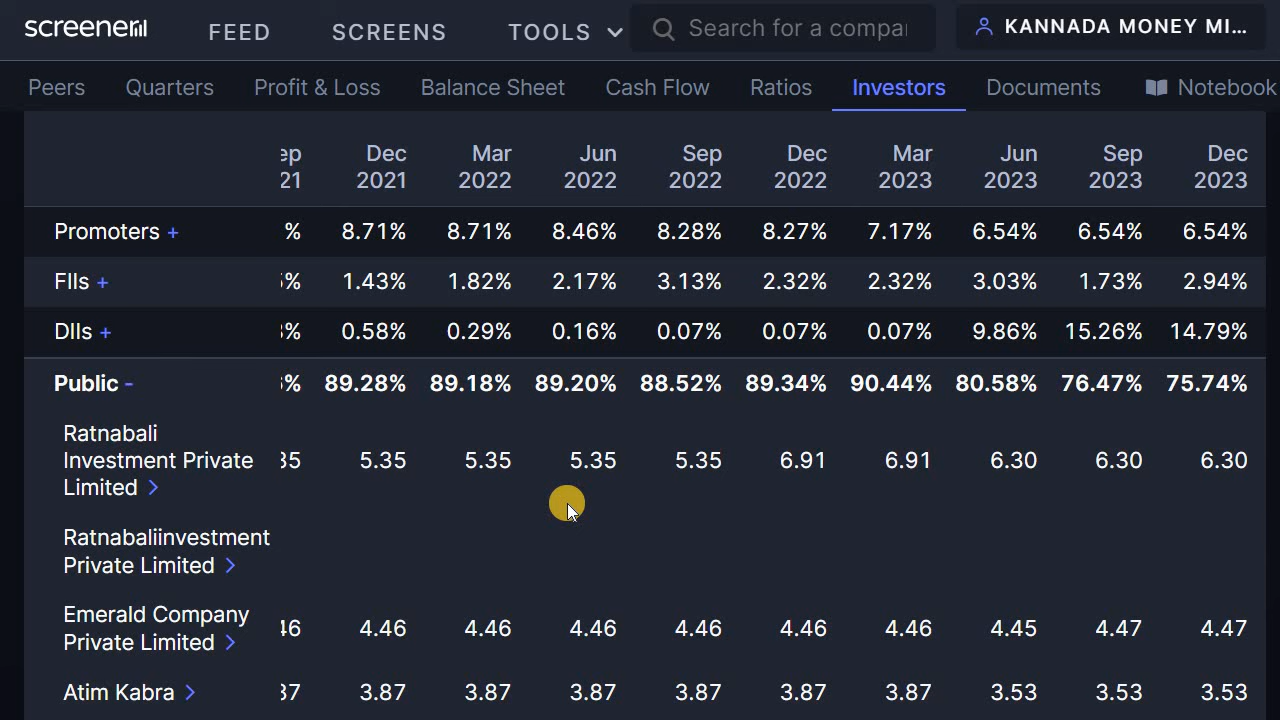 screener
FEED SCREENS TOOLS Search for a compai KANNADA MONEY MI...
Peers Quarters Profit & Loss Balance Sheet Cash Flow Ratios Investors Documents Notebook
ep Dec Mar Jun Sep Dec Mar Jun Sep Dec
21 2021 2022 2022 2022 2022 2023 2023 2023 2023
Promoters + % 8.71% 8.71% 8.46% 8.28% 8.27% 7.17% 6.54% 6.54% 6.54%
FIIs + % 1.43% 1.82% 2.17% 3.13% 2.32% 2.32% 3.03% 1.73% 2.94%
DIIs + % 0.58% 0.29% 0.16% 0.07% 0.07% 0.07% 9.86% 15.26% 14.79%
Public - % 89.28% 89.18% 89.20% 88.52% 89.34% 90.44% 80.58% 76.47% 75.74%
Ratnabali
Investment Private 35 5.35 5.35 5.35 5.35 6.91 6.91 6.30 6.30 6.30
Limited >
Ratnabaliinvestment
Private Limited >
Emerald Company
Private Limited > 46 4.46 4.46 4.46 4.46 4.46 4.46 4.45 4.47 4.47
Atim Kabra > 37 3.87 3.87 3.87 3.87 3.87 3.87 3.53 3.53 3.53